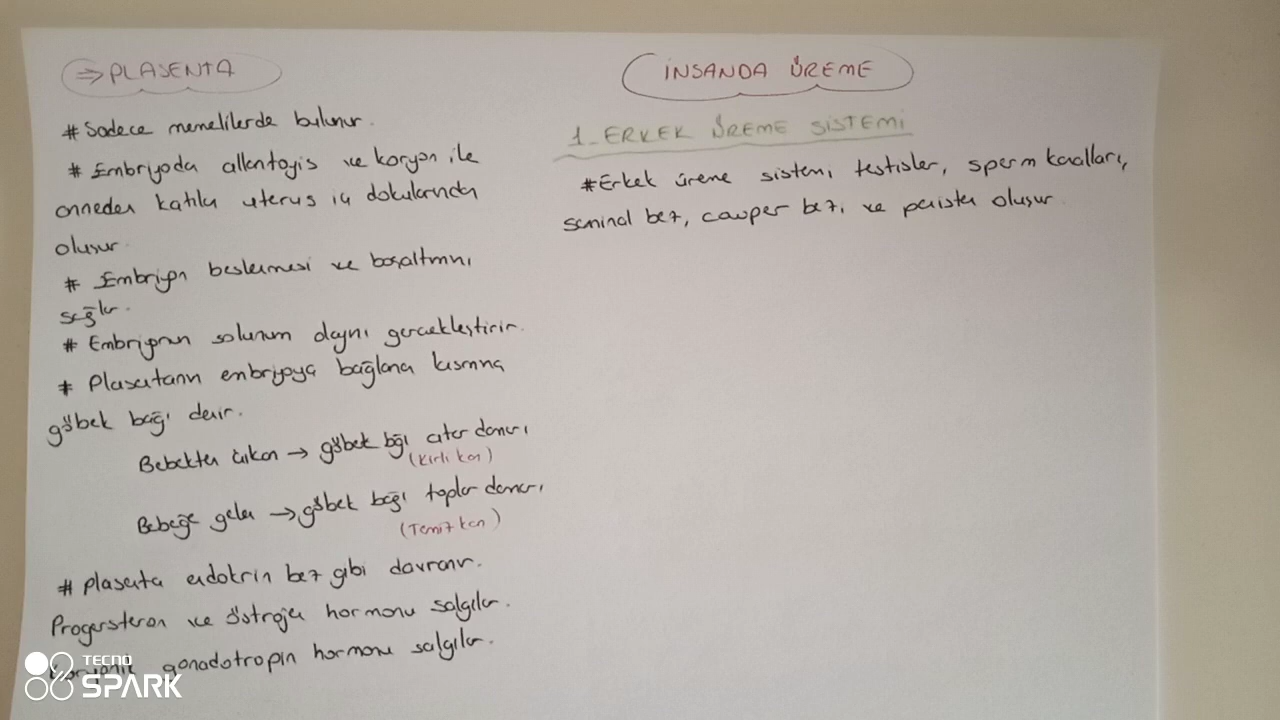 ⇒ PLASENTA
# Sadece memelilerde bulunur.
# Embriyoda allontoyis ve koryon ile
anneden katılan uterus iç dokularından
oluşur.
# Embriyon beslenmesi ve boşaltımını
sağlar.
# Embriyonun solunum olayını gerçekleştirir.
# Plasentanın embriyoya bağlanan kısmına
göbek bağı denir.
Bebekten çıkan → göbek bğı atar damarı
(Kirli kan)
Bebeğe gelen → göbek bağı toplar damarı
(Temiz kan)
# plasenta endokrin bez gibi davranır.
Progersteron ve östrojen hormonu salgılar.
gonadotropin hormonu salgılar.
İNSANDA ÜREME
1- ERKEK ÜREME SİSTEMİ
#Erkek üreme sistemi testisler, sperm kanalları,
seminal bez, cowper bezi ve penisten oluşur.
TECNO
SPARK